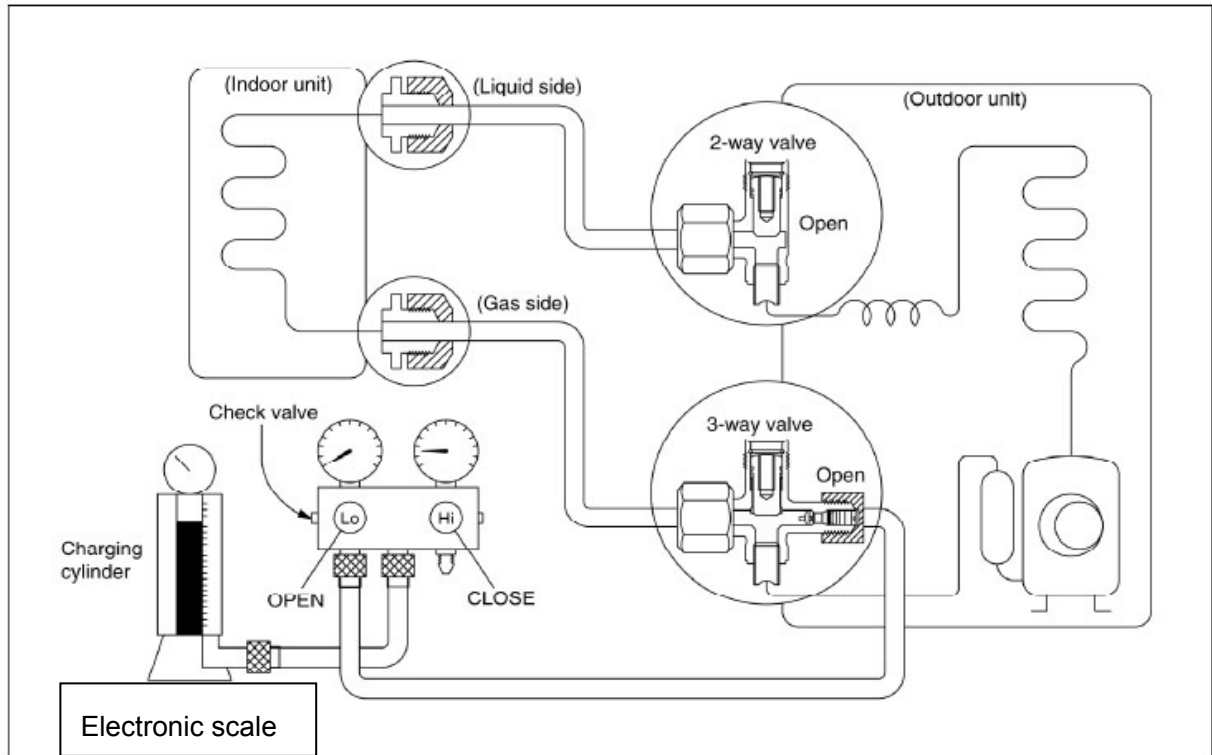 (Indoor unit)
(Liquid side)
(Outdoor unit)
2-way valve
Open
(Gas side)
3-way valve
Open
Check valve
Lo
Hi
Charging
cylinder
OPEN
CLOSE
Electronic scale